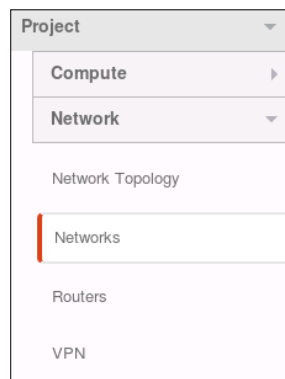 Project
Compute
Network
Network Topology
Networks
Routers
VPN